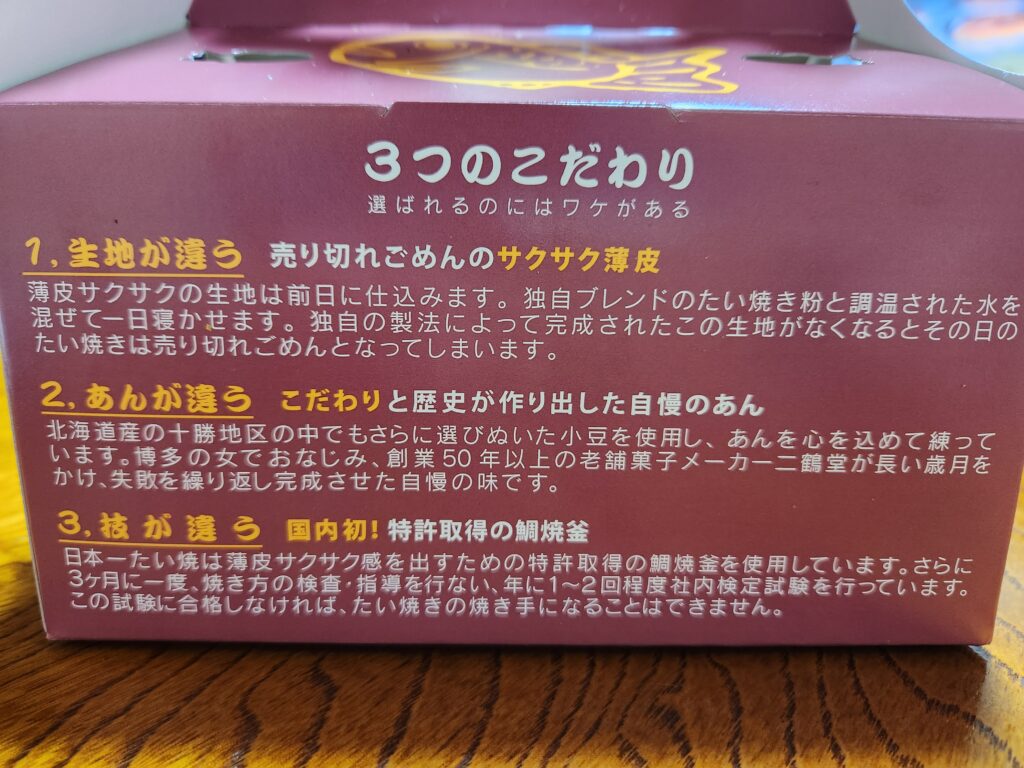 3つのこだわり
選ばれるのにはワケがある
1,生地が違う 売り切れごめんのサクサク薄皮
薄皮サクサクの生地は前日に仕込みます。独自ブレンドのたい焼き粉と調温された水を
混ぜて一日寝かせます。独自の製法によって完成されたこの生地がなくなるとその日の
たい焼きは売り切れごめんとなってしまいます。
2,あんが違う こだわりと歴史が作り出した自慢のあん
北海道産の十勝地区の中でもさらに選びぬいた小豆を使用し、あんを心を込めて練って
います。博多の女でおなじみ、創業50年以上の老舗菓子メーカー二鶴堂が長い歳月を
かけ、失敗を繰り返し完成させた自慢の味です。
3,技が違う 国内初!特許取得の鯛焼釜
日本一たい焼は薄皮サクサク感を出すための特許取得の鯛焼釜を使用しています。さらに
3ヶ月に一度、焼き方の検査・指導を行ない、年に1〜2回程度社内検定試験を行っています。
この試験に合格しなければ、たい焼きの焼き手になることはできません。